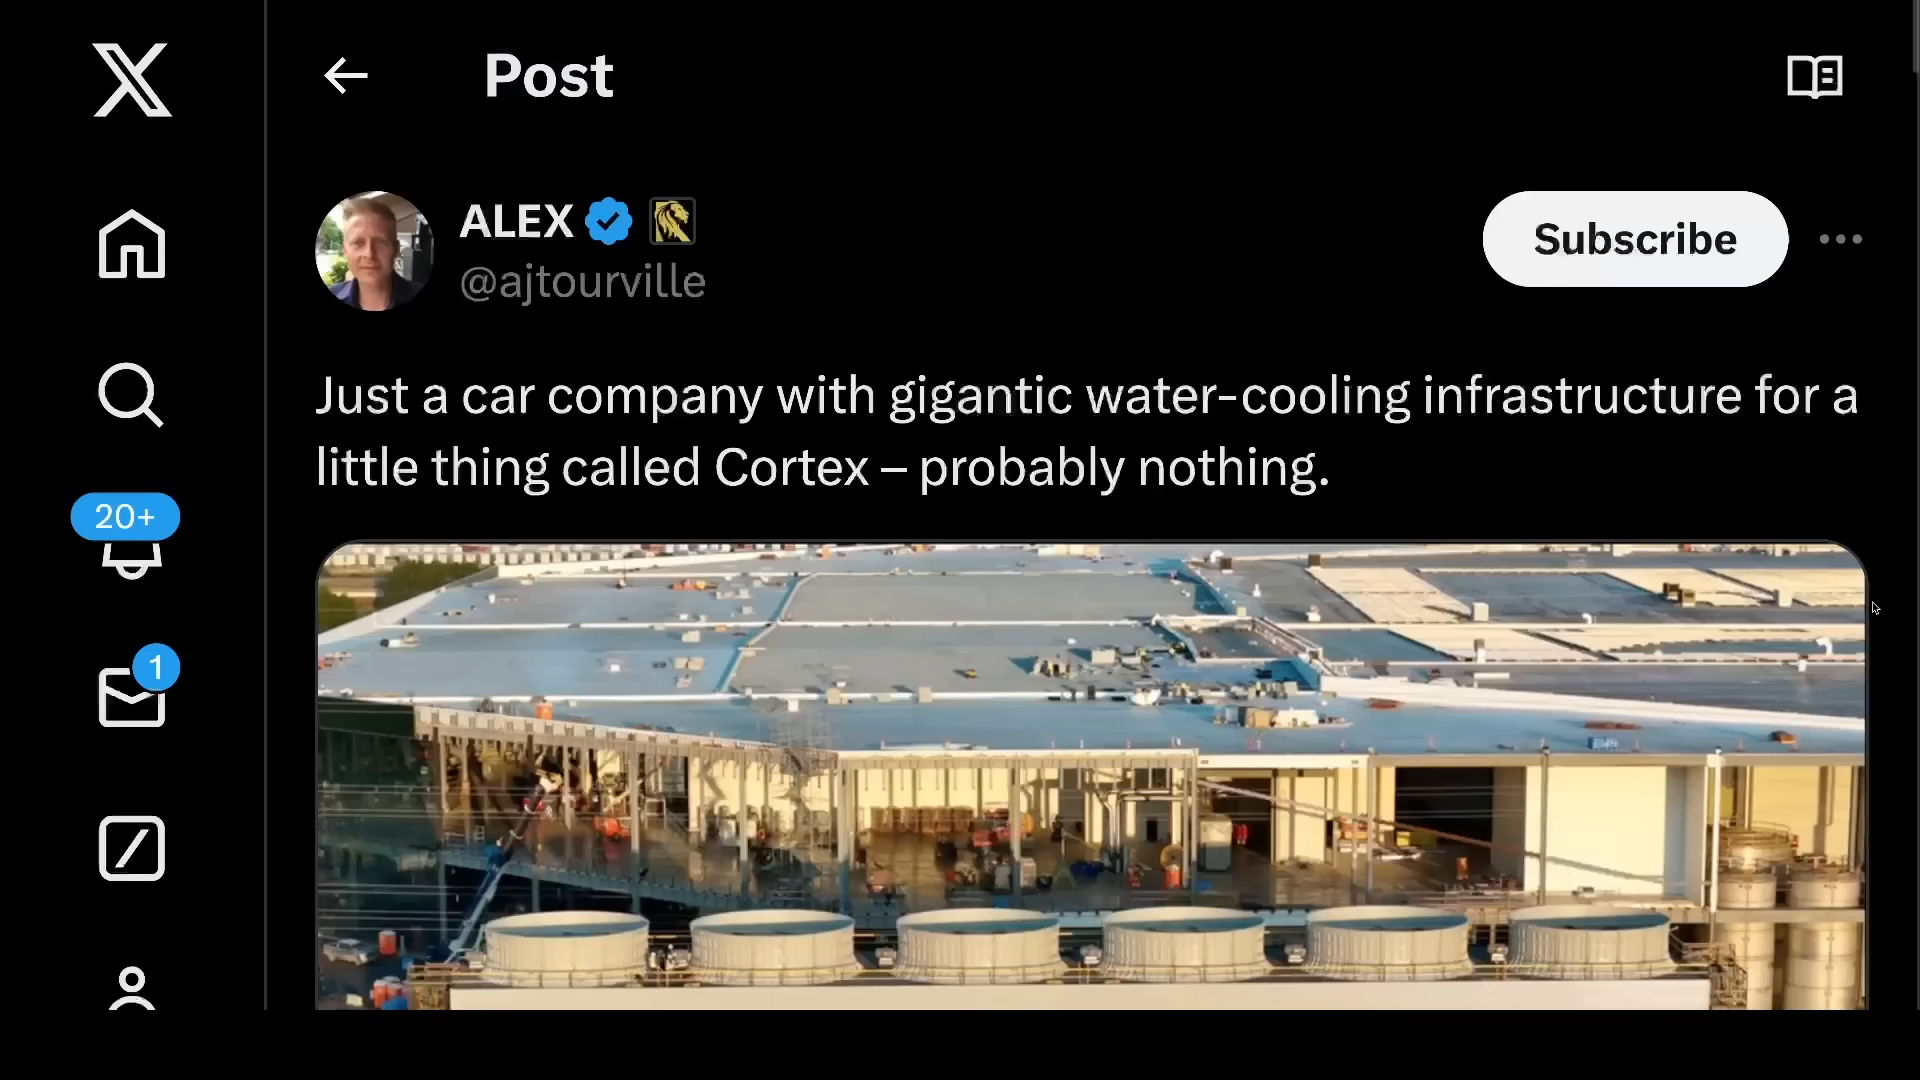 Post
ALEX
@ajtourville
Subscribe
Just a car company with gigantic water-cooling infrastructure for a
little thing called Cortex – probably nothing.
20+
1